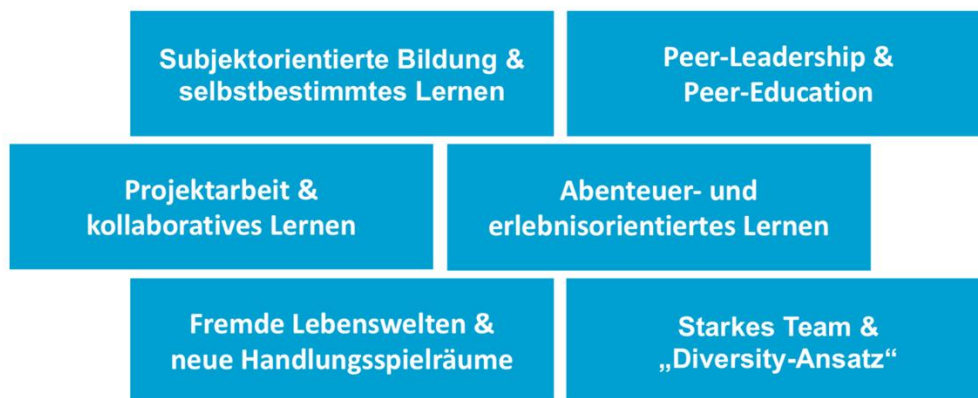 Subjektorientierte Bildung &
selbstbestimmtes Lernen
Peer-Leadership &
Peer-Education
Projektarbeit &
kollaboratives Lernen
Abenteuer- und
erlebnisorientiertes Lernen
Fremde Lebenswelten &
neue Handlungsspielräume
Starkes Team &
„Diversity-Ansatz“